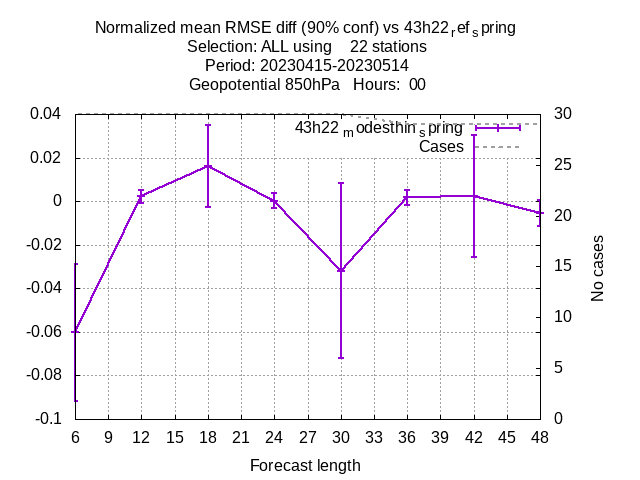 Normalized mean RMSE diff (90% conf) vs 43h22refspring
Selection: ALL using 22 stations
Period: 20230415-20230514
Geopotential 850hPa Hours: 00
43h22modesthinspring
Cases
0.04
0.02
0
-0.02
-0.04
-0.06
-0.08
-0.1
30
25
20
15
10
5
0
No cases
6 9 12 15 18 21 24 27 30 33 36 39 42 45 48
Forecast length